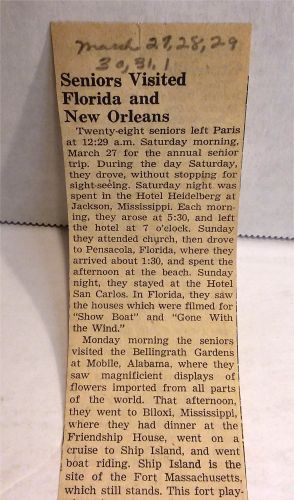 March 27, 28, 29
30, 31, 1
Seniors Visited
Florida and
New Orleans
Twenty-eight seniors left Paris
at 12:29 a.m. Saturday morning,
March 27 for the annual senior
trip. During the day Saturday,
they drove, without stopping for
sight-seeing. Saturday night was
spent in the Hotel Heidelberg at
Jackson, Mississippi. Each morn-
ing, they arose at 5:30, and left
the hotel at 7 o'clock. Sunday
they attended church, then drove
to Pensacola, Florida, where they
arrived about 1:30, and spent the
afternoon at the beach. Sunday
night, they stayed at the Hotel
San Carlos. In Florida, they saw
the houses which were filmed for
"Show Boat" and "Gone With
the Wind."
Monday morning the seniors
visited the Bellingrath Gardens
at Mobile, Alabama, where they
saw magnificient displays of
flowers imported from all parts
of the world. That afternoon,
they went to Biloxi, Mississippi,
where they had dinner at the
Friendship House, went on a
cruise to Ship Island, and went
boat riding. Ship Island is the
site of the Fort Massachusetts,
which still stands. This fort play-